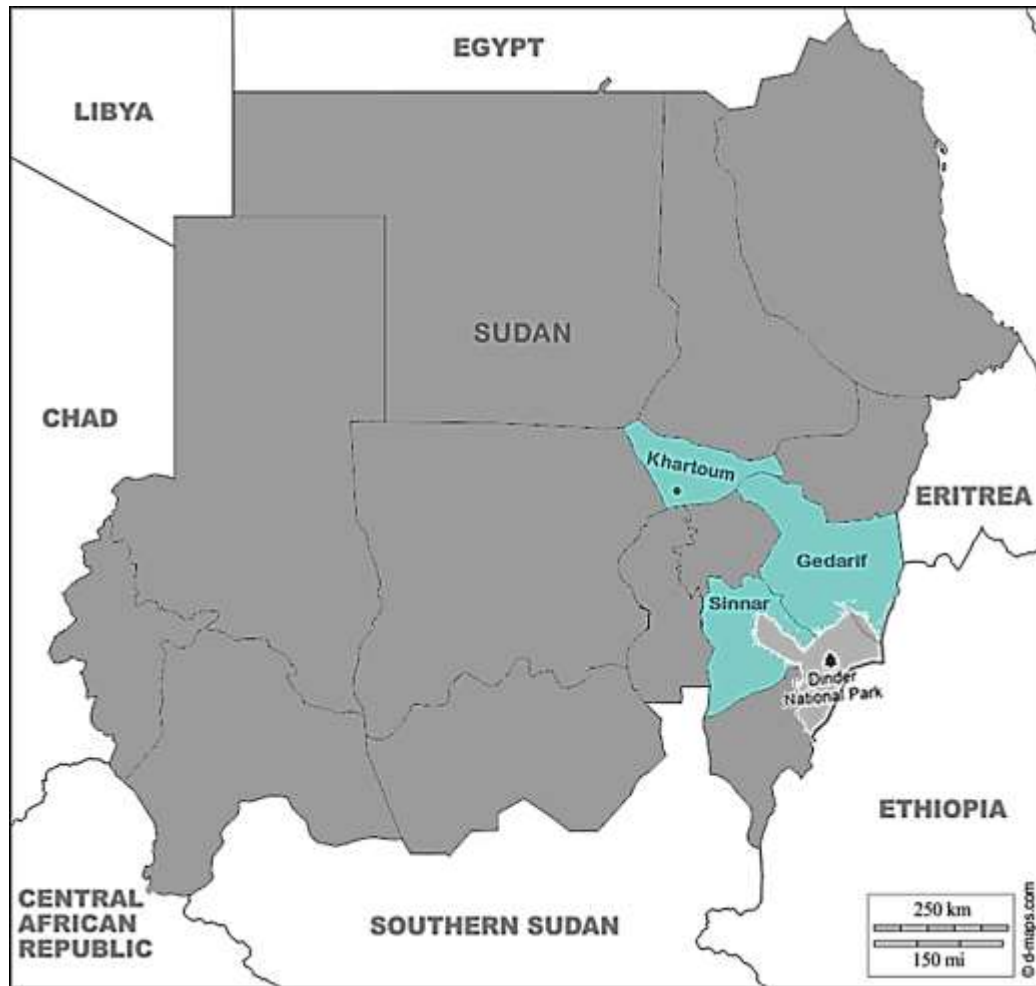 EGYPT
LIBYA
SUDAN
CHAD
Khartoum
ERITREA
Gedarif
Sinnar
Dinder
National Park
ETHIOPIA
CENTRAL
AFRICAN
REPUBLIC
SOUTHERN SUDAN
250 km
150 mi
© d-maps.com